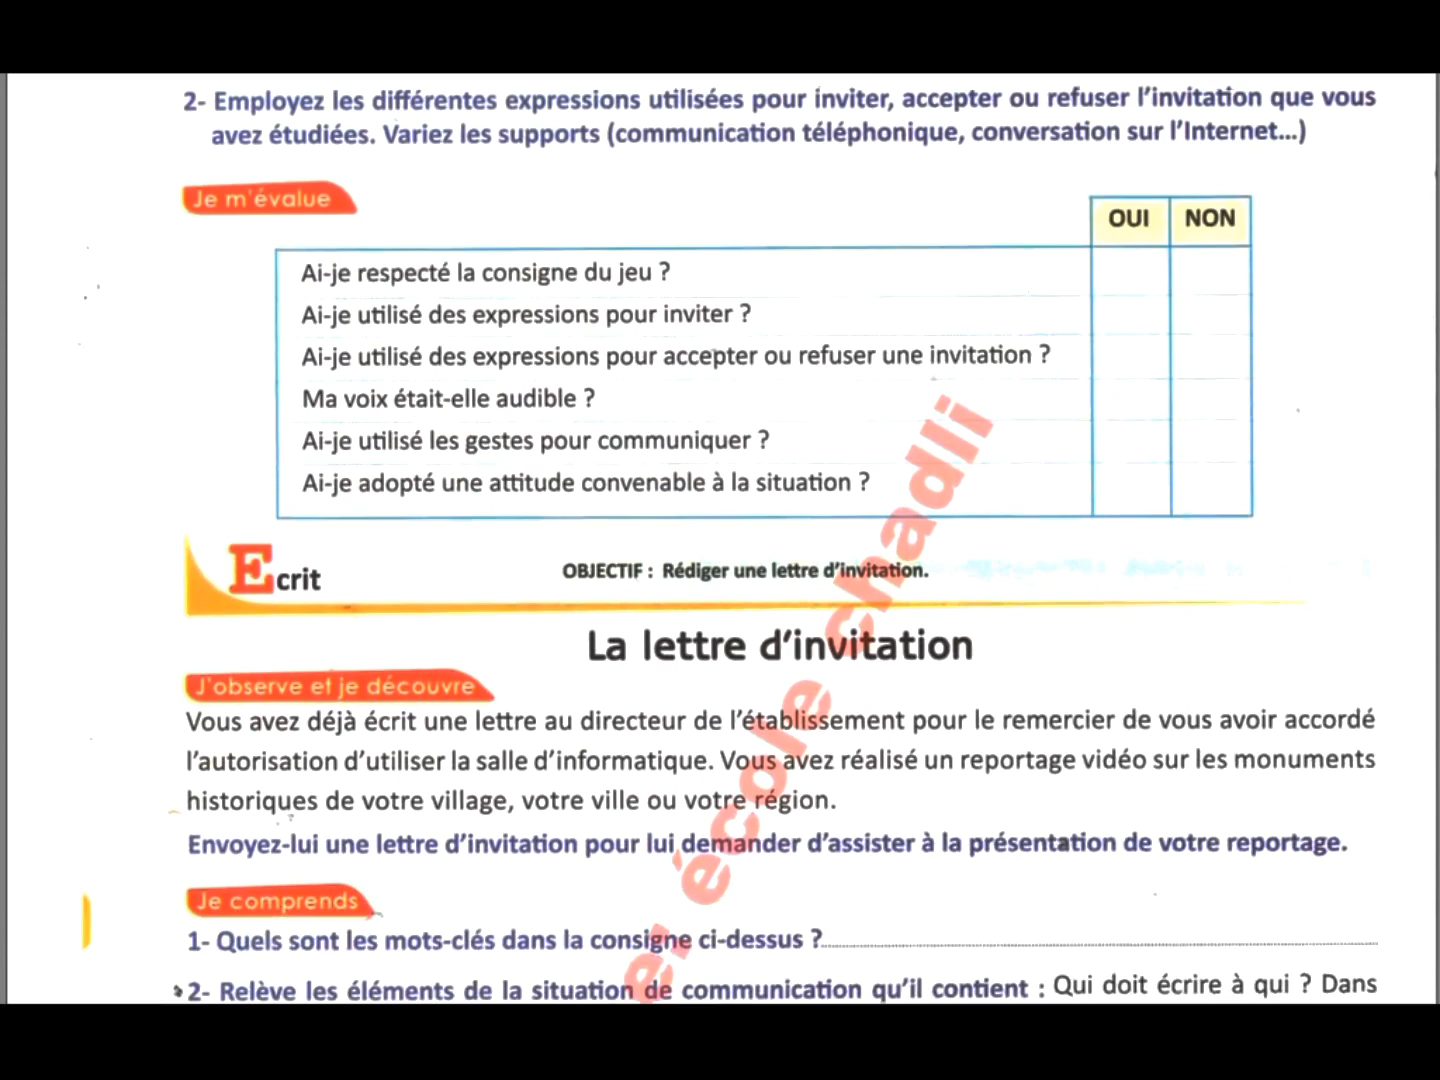 2- Employez les différentes expressions utilisées pour inviter, accepter ou refuser l'invitation que vous
avez étudiées. Variez les supports (communication téléphonique, conversation sur l'Internet...)
Je m'évalue
OUI NON
Ai-je respecté la consigne du jeu ?
Ai-je utilisé des expressions pour inviter ?
Ai-je utilisé des expressions pour accepter ou refuser une invitation ?
Ma voix était-elle audible ?
Ai-je utilisé les gestes pour communiquer ?
Ai-je adopté une attitude convenable à la situation ?
Ecrit
OBJECTIF : Rédiger une lettre d'invitation.
La lettre d'invitation
J'observe et je découvre
Vous avez déjà écrit une lettre au directeur de l'établissement pour le remercier de vous avoir accordé
l'autorisation d'utiliser la salle d'informatique. Vous avez réalisé un reportage vidéo sur les monuments
historiques de votre village, votre ville ou votre région.
Envoyez-lui une lettre d'invitation pour lui demander d'assister à la présentation de votre reportage.
Je comprends
1- Quels sont les mots-clés dans la consigne ci-dessus ?
2- Relève les éléments de la situation de communication qu'il contient : Qui doit écrire à qui ? Dans
école chadli